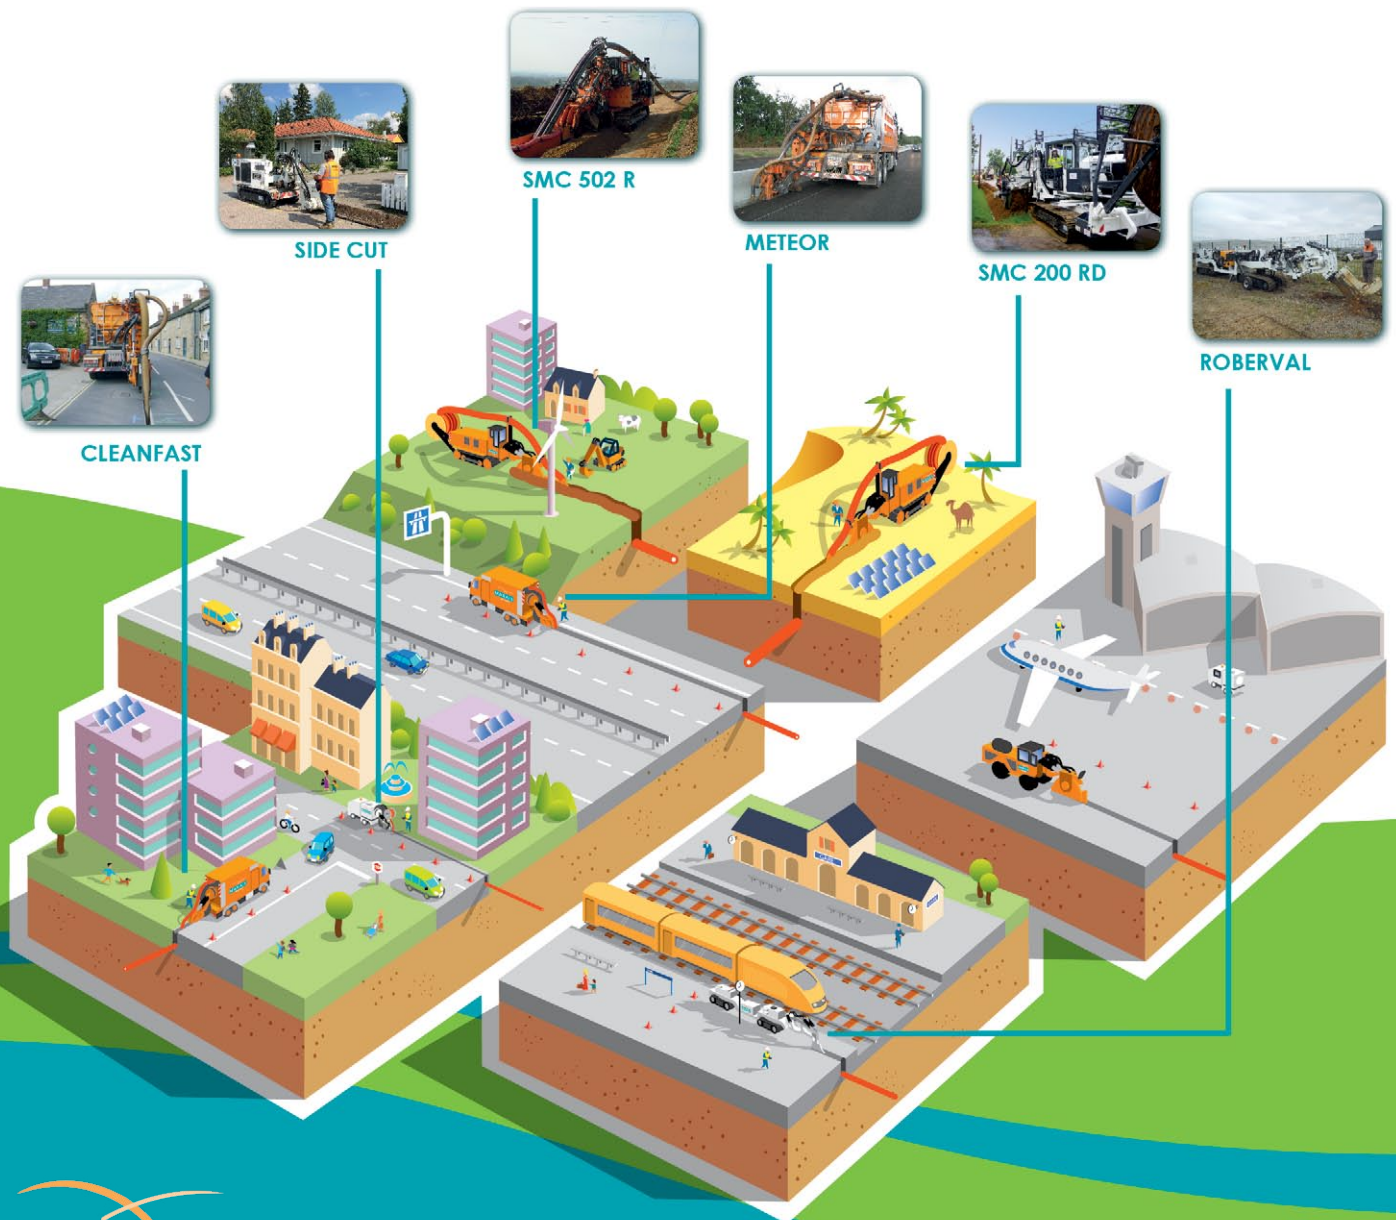 SMC 502 R
METEOR
SIDE CUT
SMC 200 RD
ROBERVAL
CLEANFAST